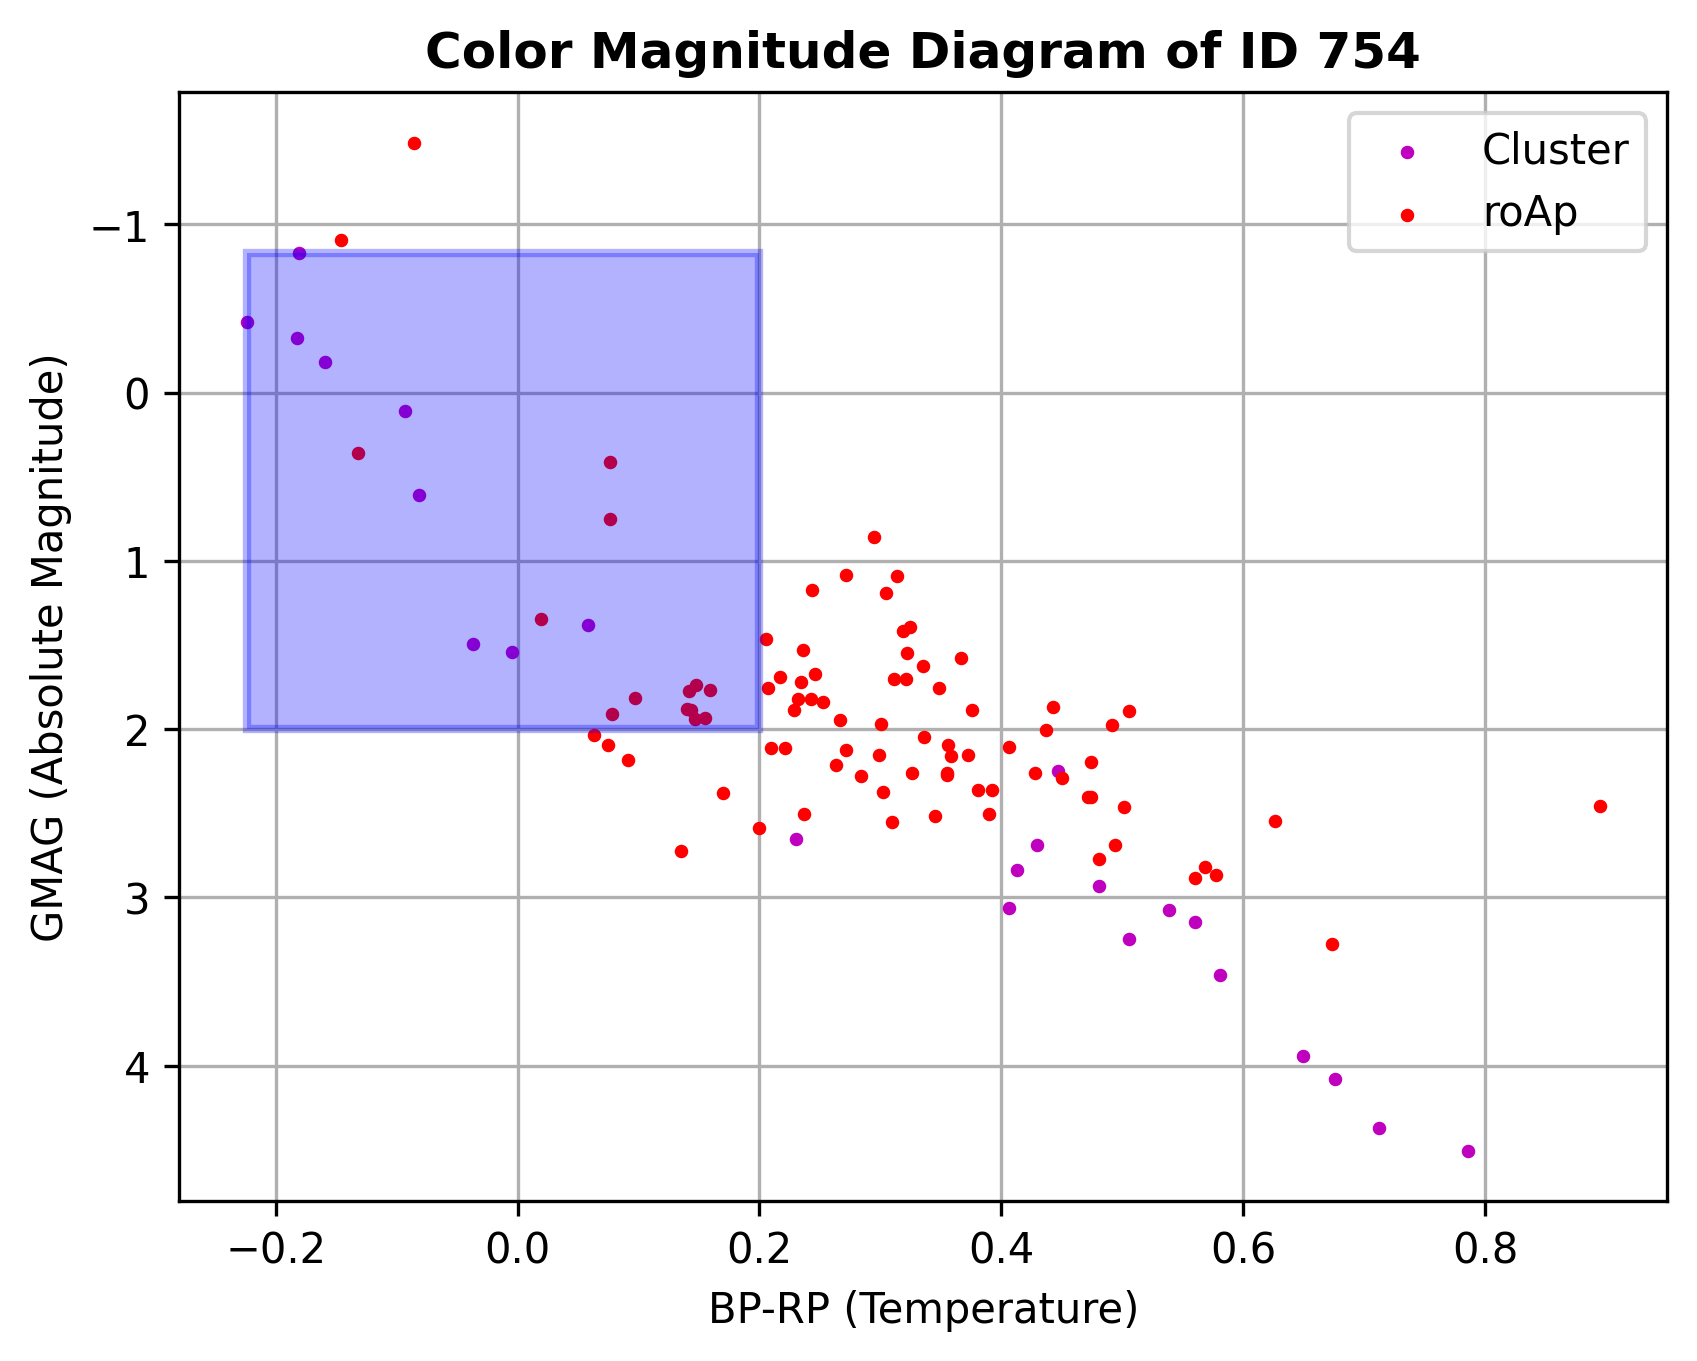 Color Magnitude Diagram of ID 754
Cluster
roAp
GMAG (Absolute Magnitude)
−1
0
1
2
3
4
−0.2 0.0 0.2 0.4 0.6 0.8
BP-RP (Temperature)